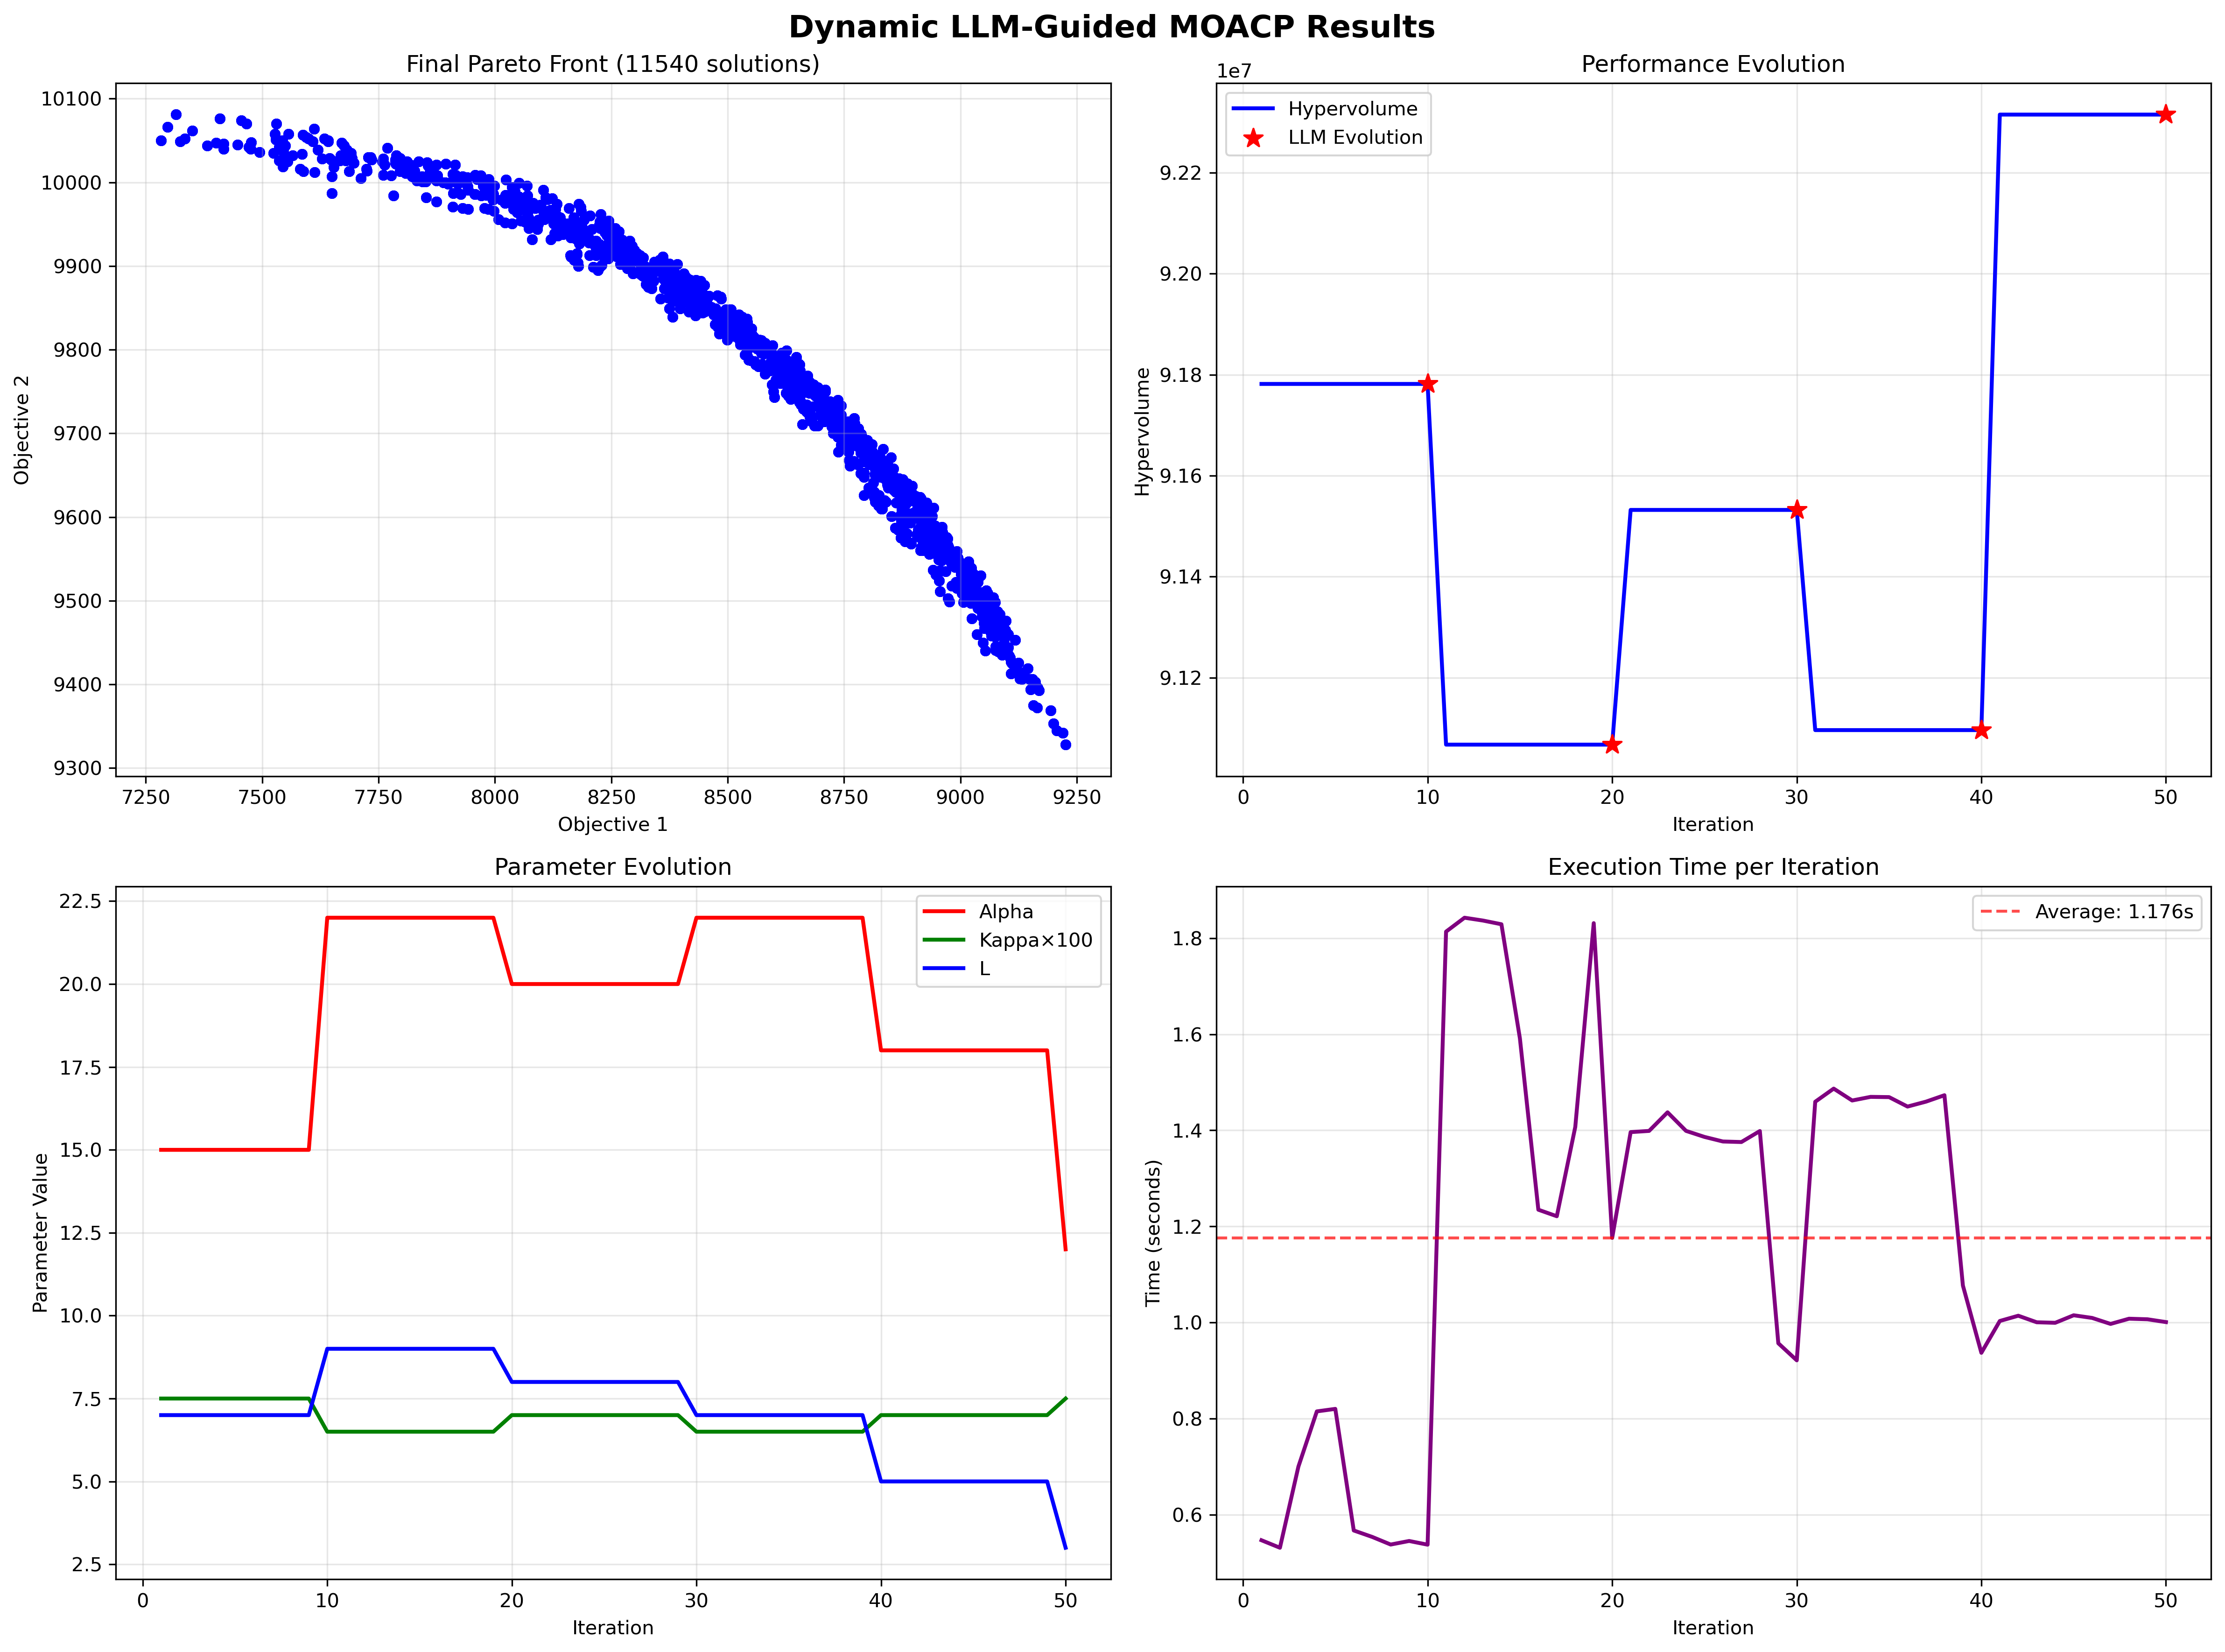 Dynamic LLM-Guided MOACP Results
Final Pareto Front (11540 solutions)
10100
10000
9900
9800
9700
9600
9500
9400
9300
Objective 2
7250
7500
7750
8000
8250
8500
8750
9000
9250
Objective 1
Performance Evolution
1e7
Hypervolume
LLM Evolution
9.22
9.20
9.18
9.16
9.14
9.12
Hypervolume
0
10
20
30
40
50
Iteration
Parameter Evolution
Alpha
Kappa×100
L
22.5
20.0
17.5
15.0
12.5
10.0
7.5
5.0
2.5
Parameter Value
0
10
20
30
40
50
Iteration
Execution Time per Iteration
Average: 1.176s
1.8
1.6
1.4
1.2
1.0
0.8
0.6
Time (seconds)
0
10
20
30
40
50
Iteration